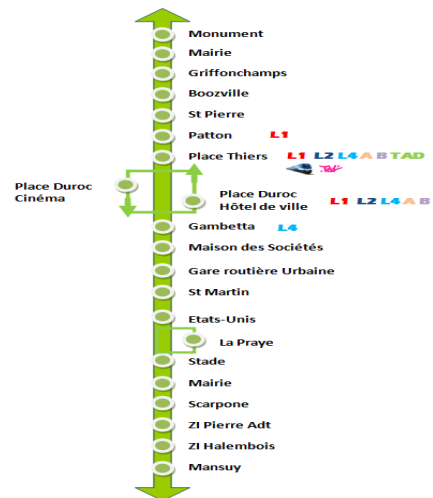 Monument
Mairie
Griffonchamps
Boozville
St Pierre
Patton L1
Place Thiers L1 L2 L4 A B TAD
Place Duroc
Cinéma
Place Duroc
Hôtel de ville L1 L2 L4 A B
Gambetta L4
Maison des Sociétés
Gare routière Urbaine
St Martin
Etats-Unis
La Praye
Stade
Mairie
Scarpone
ZI Pierre Adt
ZI Halembois
Mansuy